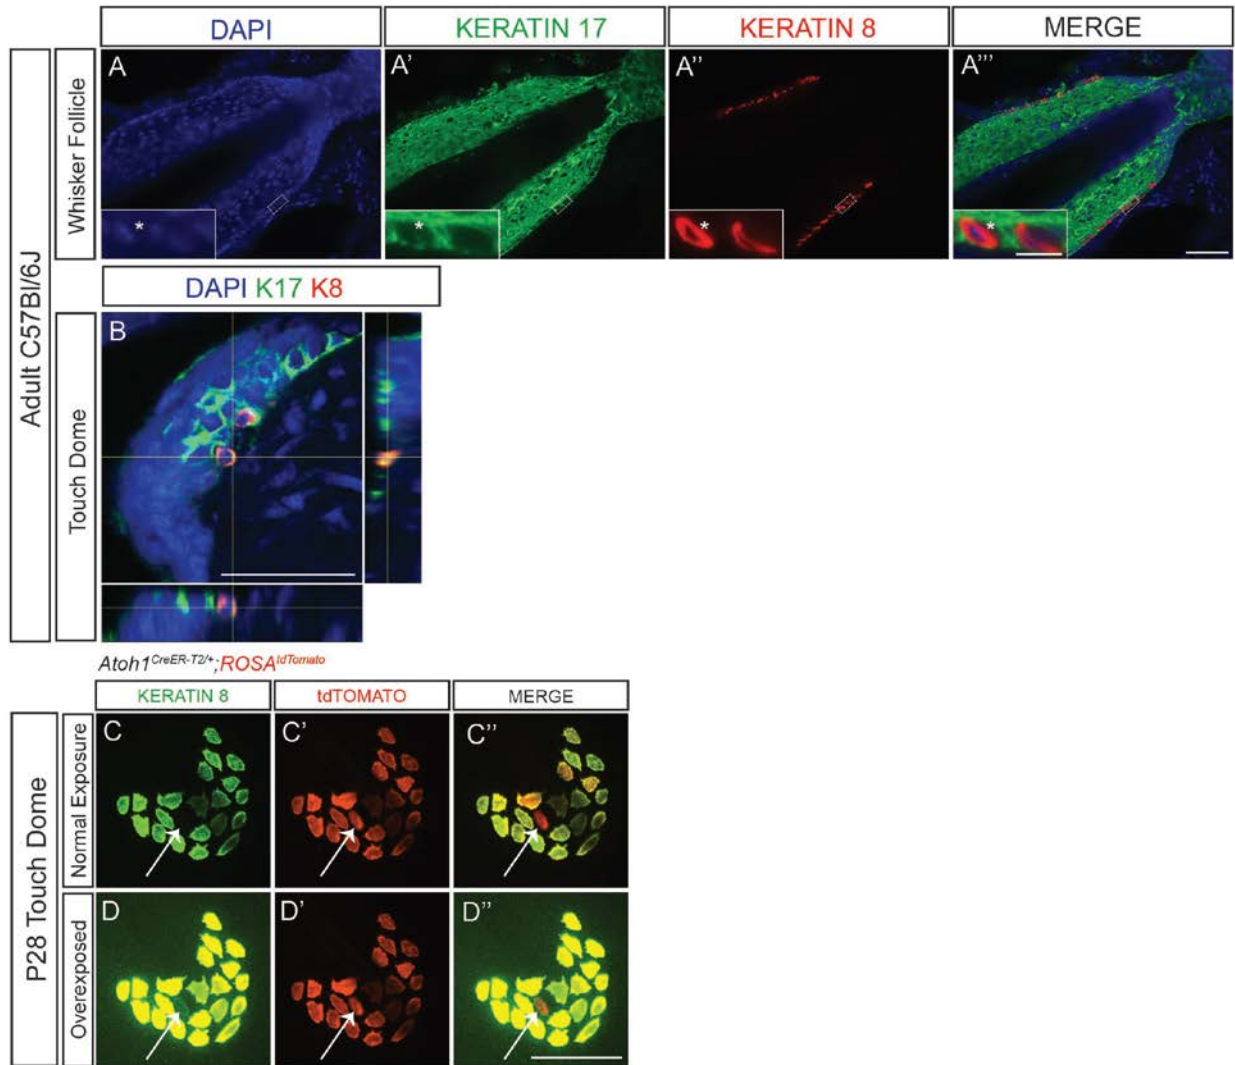 DAPI KERATIN 17 KERATIN 8 MERGE
Adult C57Bl/6J
Whisker Follicle
A A' A'' A'''
* * * *
DAPI K17 K8
Touch Dome
B
Atoh1CreER-T2/+;ROSAtdTomato
KERATIN 8 tdTOMATO MERGE
P28 Touch Dome
Normal Exposure
C C' C''
Overexposed
D D' D''